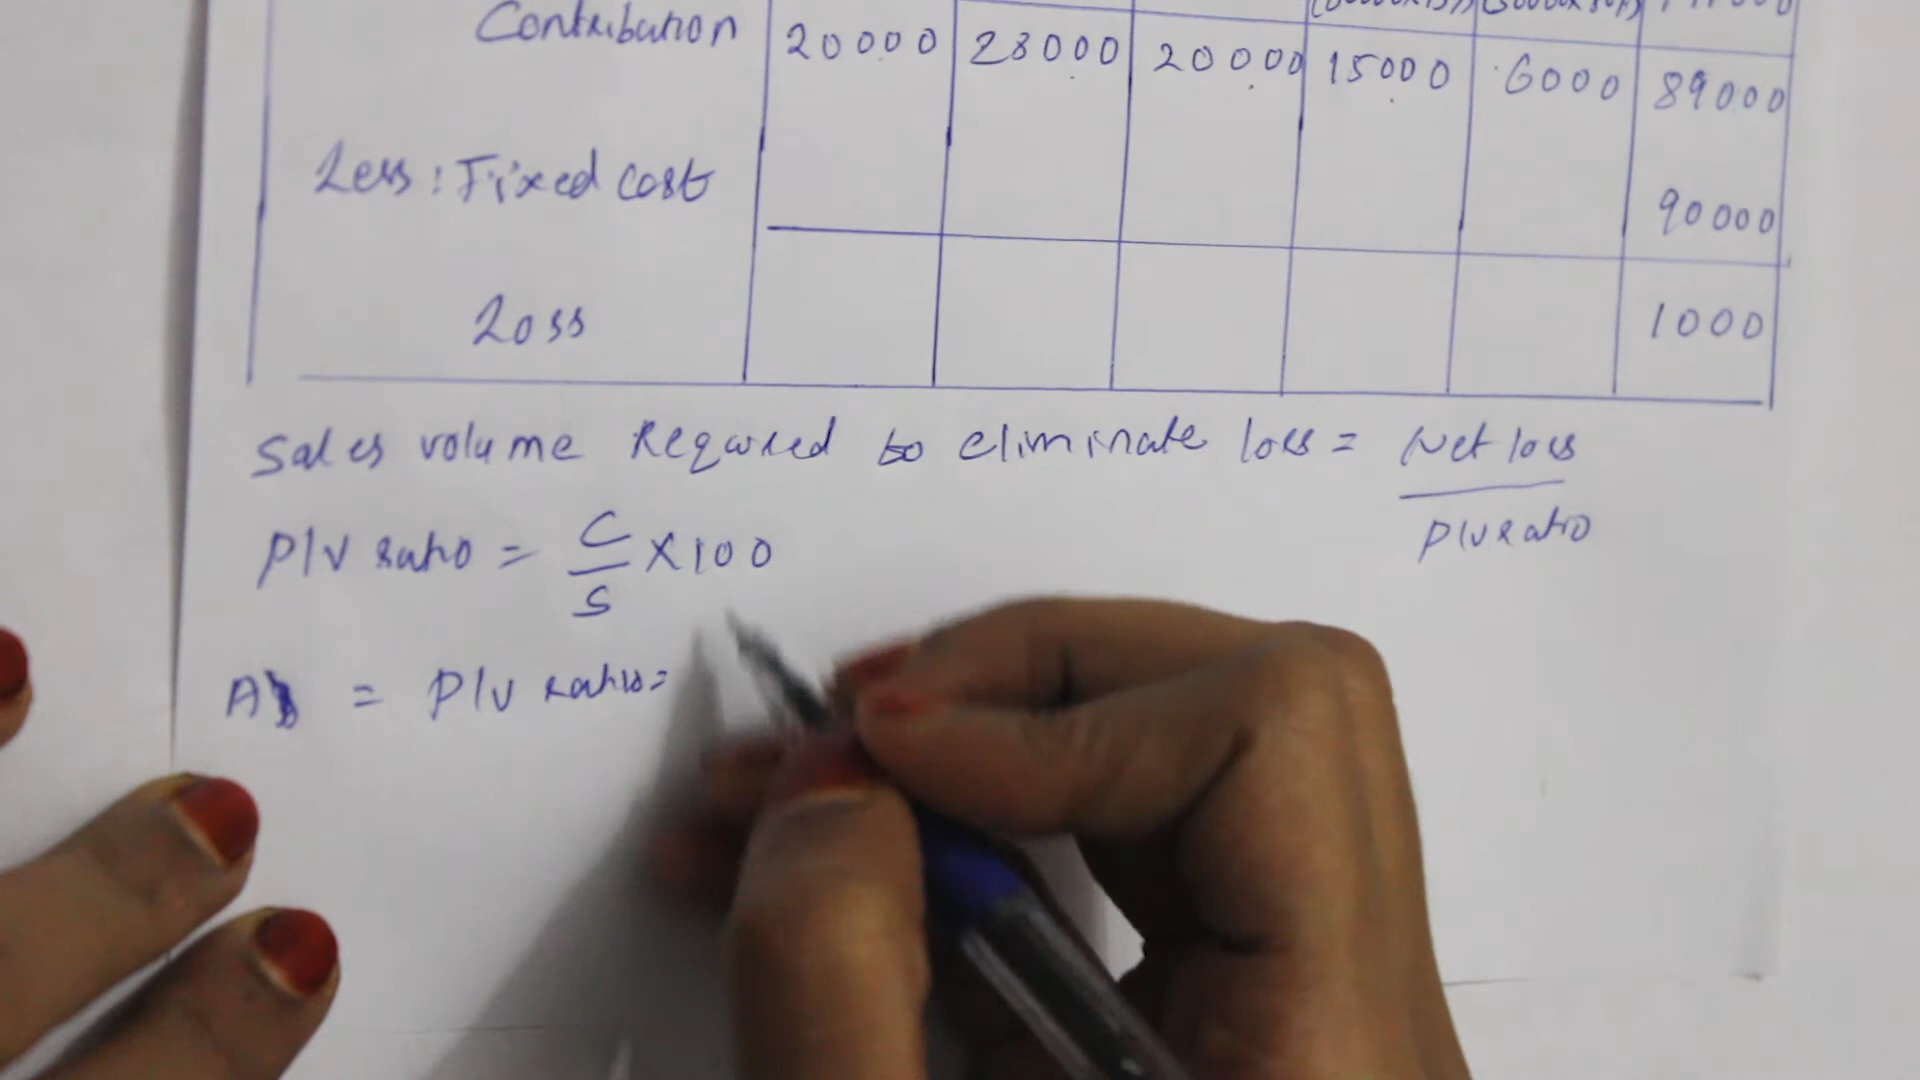 Contribution 20000 28000 20000 15000 6000 89000
Less : Fixed cost 90000
Loss 1000
Sales volume Required to eliminate loss = Net loss / P/V ratio
P/V ratio = C/S × 100
A = P/V ratio =